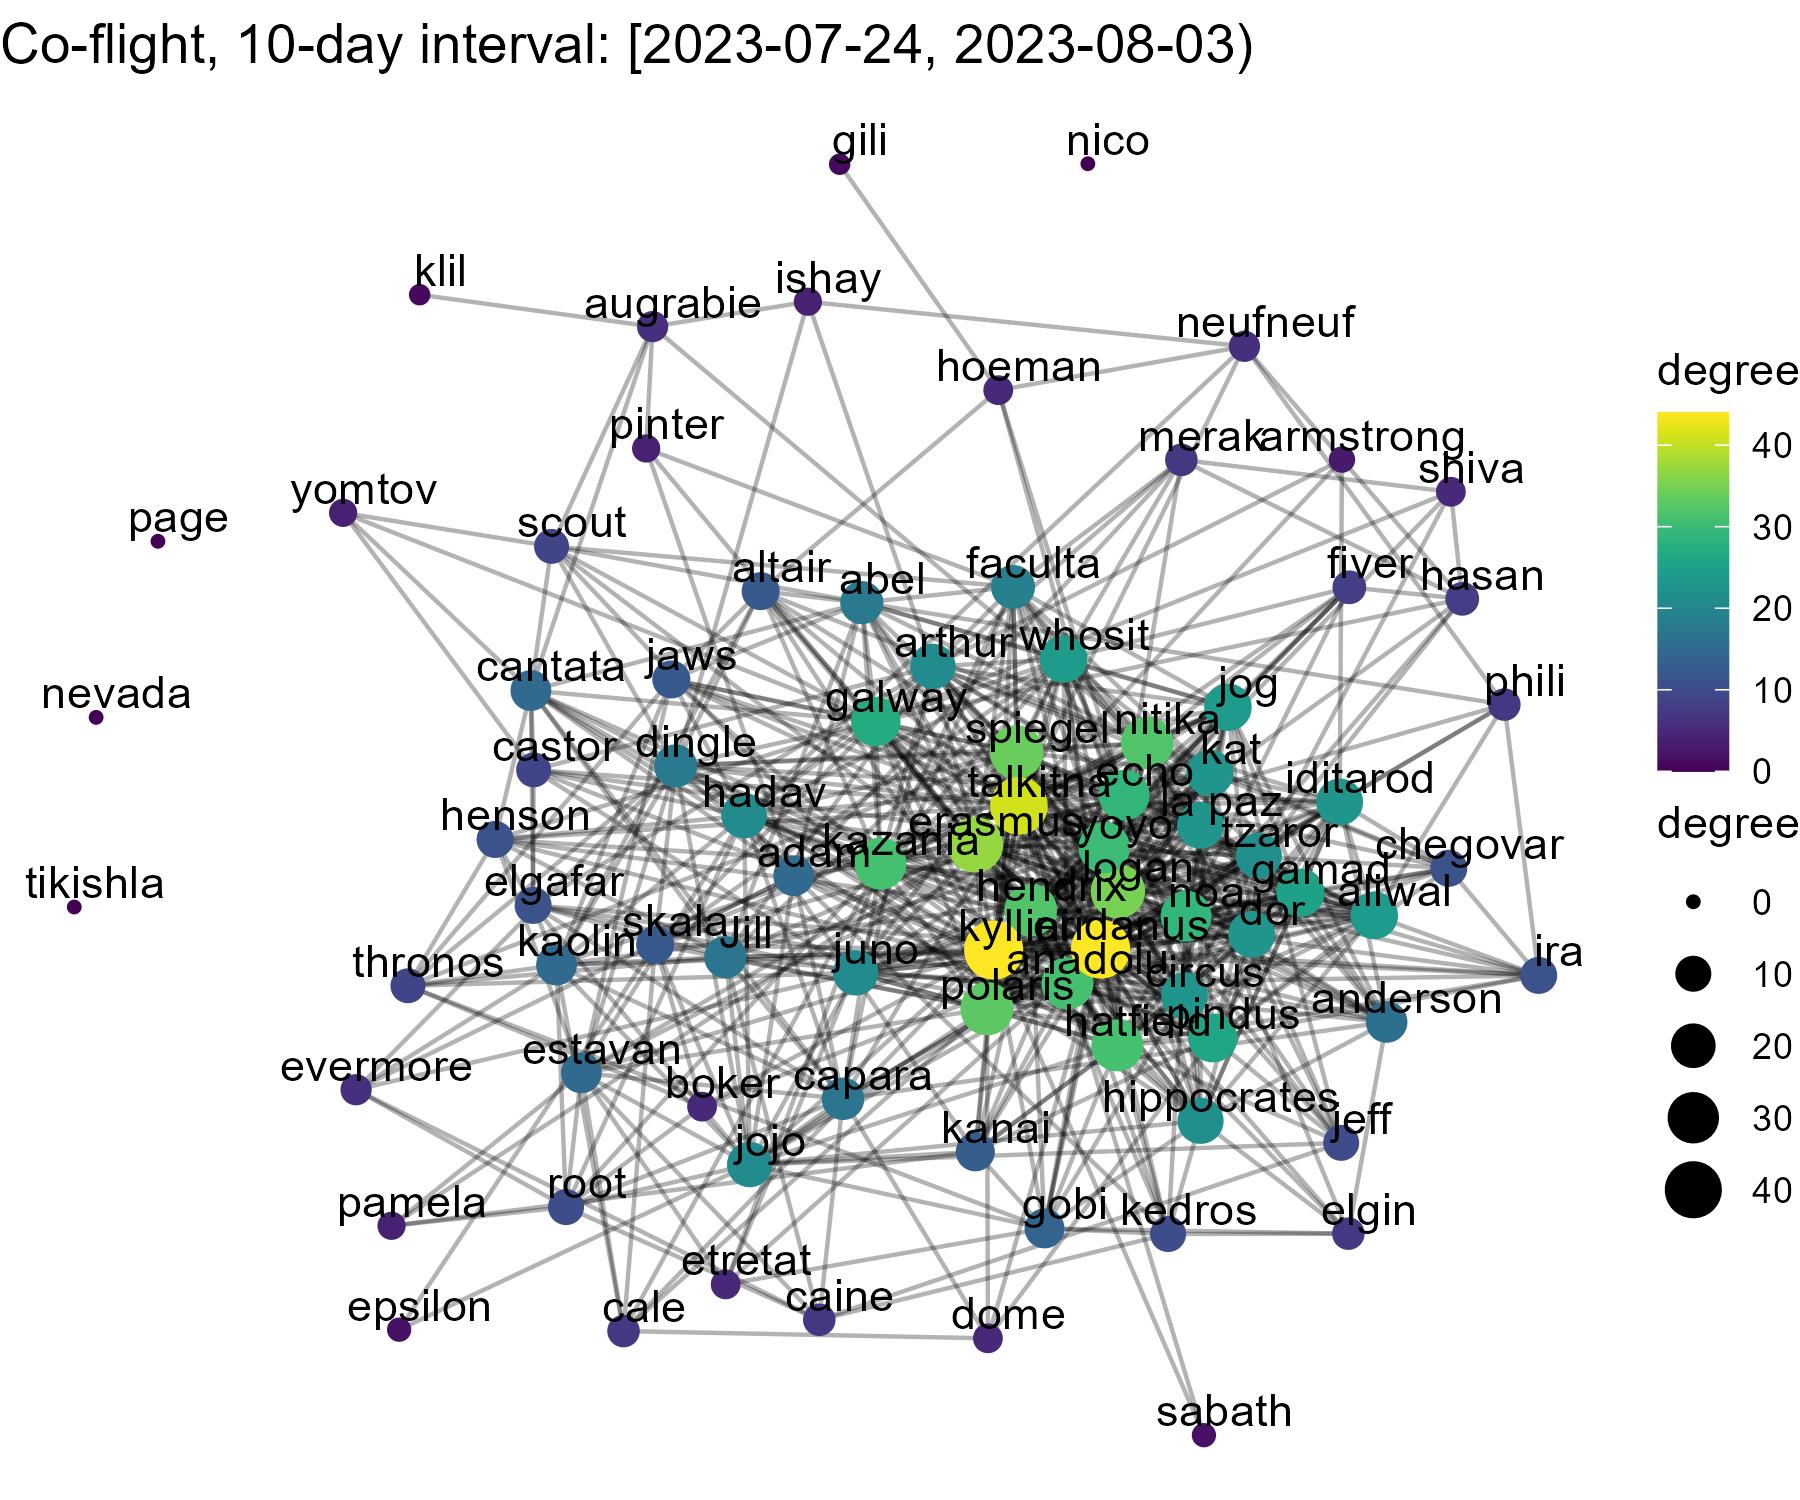 Co-flight, 10-day interval: [2023-07-24, 2023-08-03)
gili
nico
klil
ishay
augrabie
neufneuf
hoeman
pinter
merak
armstrong
shiva
yomtov
page
scout
altair
abel
faculta
fiver
hasan
arthur
whosit
cantata
jaws
nevada
galway
jog
phili
spiegel
nitika
castor
dingle
kat
talkitna
echo
iditarod
hadav
la paz
henson
erasmus
yoyo
tzaror
kazania
adam
chegovar
logan
gamad
tikishla
elgafar
hendrix
noa
aliwal
skala
Jill
kyllie
eridanus
dor
kaolin
juno
thronos
anadolu
circus
ira
polaris
anderson
hatfield
pindus
estavan
evermore
boker
capara
hippocrates
jeff
kanai
jojo
root
pamela
gobi
kedros
elgin
etretat
epsilon
cale
caine
dome
sabath
degree
40
30
20
10
0
degree
0
10
20
30
40